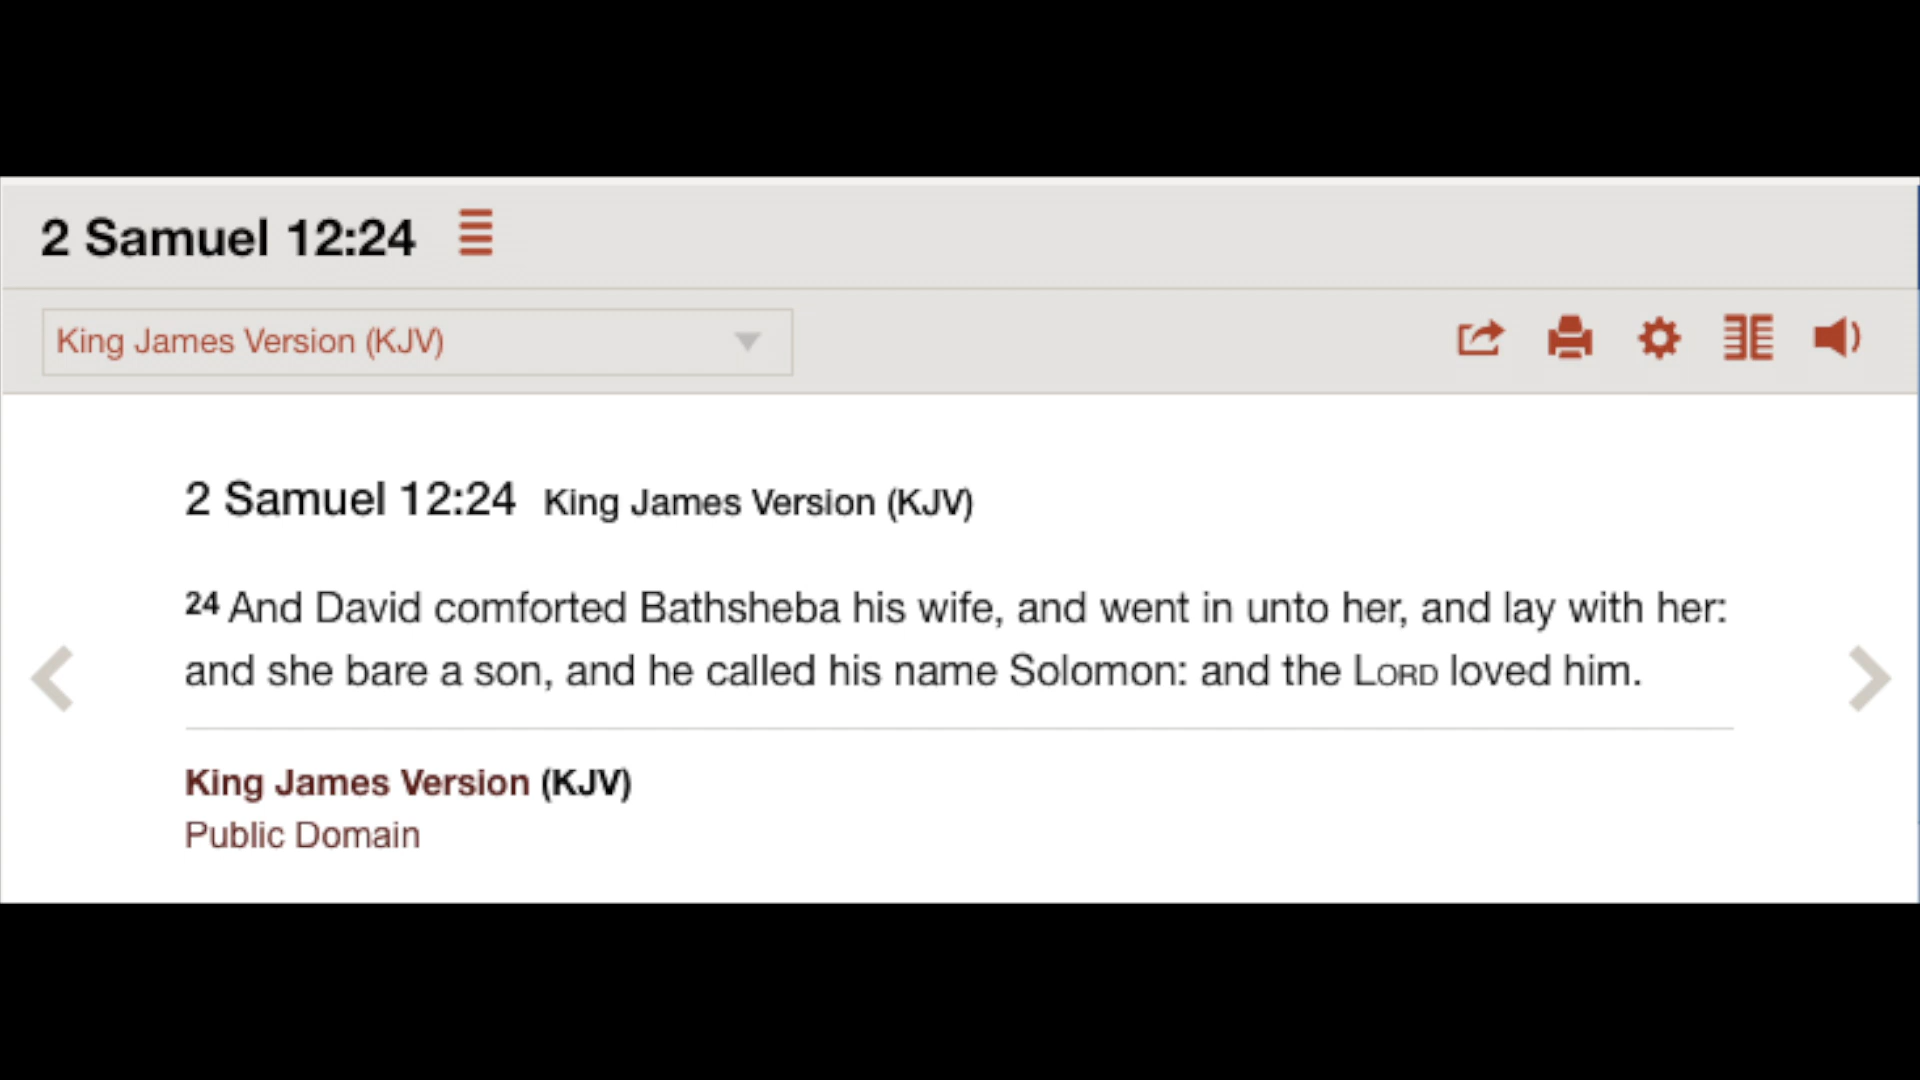 2 Samuel 12:24
King James Version (KJV)
2 Samuel 12:24 King James Version (KJV)
24 And David comforted Bathsheba his wife, and went in unto her, and lay with her:
and she bare a son, and he called his name Solomon: and the LORD loved him.
King James Version (KJV)
Public Domain